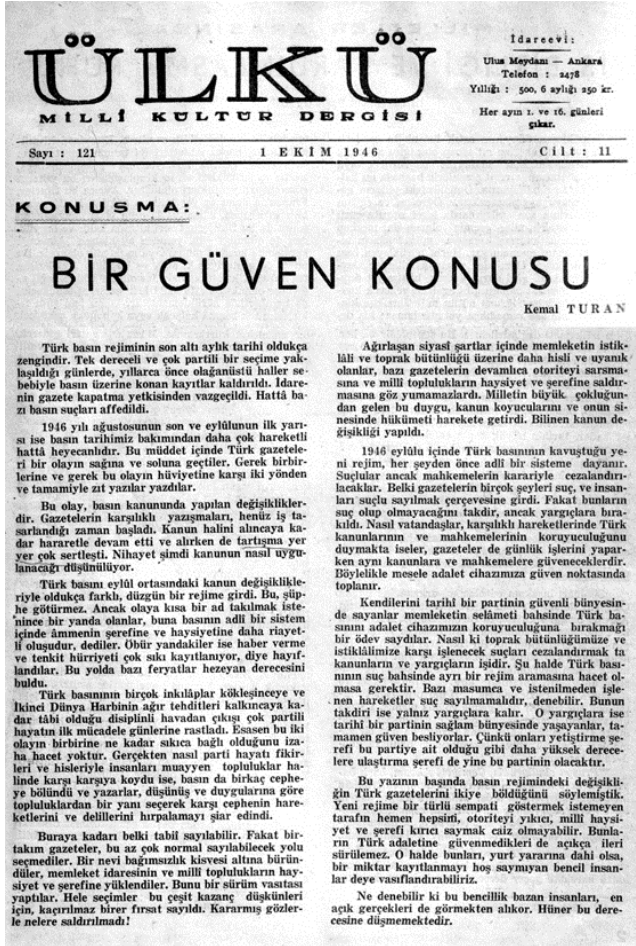 ÜLKÜ
MİLLÎ KÜLTÜR DERGİSİ
İdareevi:
Ulus Meydanı — Ankara
Telefon : 2478
Yıllığı : 500, 6 aylığı 250 kr.
Her ayın 1. ve 16. günleri
çıkar.
Sayı : 121 1 EKİM 1946 Cilt : 11
KONUSMA:
BİR GÜVEN KONUSU
Kemal TURAN
Türk basın rejiminin son altı aylık tarihi oldukça
zengindir. Tek dereceli ve çok partili bir seçime yak-
laşıldığı günlerde, yıllarca önce olağanüstü haller se-
bebiyle basın üzerine konan kayıtlar kaldırıldı. İdare-
nin gazete kapatma yetkisinden vazgeçildi. Hattâ ba-
zı basın suçları affedildi.
1946 yılı ağustosunun son ve eylûlunun ilk yarı-
sı ise basın tarihimiz bakımından daha çok hareketli
hattâ heyecanlıdır. Bu müddet içinde Türk gazetele-
ri bir olayın sağına ve soluna geçtiler. Gerek birbir-
lerine ve gerek bu olayın hüviyetine karşı iki yönden
ve tamamiyle zıt yazılar yazdılar.
Bu olay, basın kanununda yapılan değişiklikler-
dir. Gazetelerin karşılıklı yazışmaları, henüz iş ta-
sarlandığı zaman başladı. Kanun halini alıncaya ka-
dar hararetle devam etti ve alırken de tartışma yer
yer çok sertleşti. Nihayet şimdi kanunun nasıl uygu-
lanacağı düşünülüyor.
Türk basını eylûl ortasındaki kanun değişiklikle-
riyle oldukça farklı, düzgün bir rejime girdi. Bu, şüp-
he götürmez. Ancak olaya kısa bir ad takılmak iste-
nince bir yanda olanlar, buna basının adlî bir sistem
içinde âmmenin şerefine ve haysiyetine daha riayet-
li oluşudur, dediler. Öbür yandakiler ise haber verme
ve tenkit hürriyeti çok sıkı kayıtlanıyor, diye hayıf-
landılar. Bu yolda bazı feryatlar hezeyan derecesini
buldu.
Türk basınının birçok inkılâplar kökleşinceye ve
İkinci Dünya Harbinin ağır tehditleri kalkıncaya ka-
dar tâbi olduğu disiplinli havadan çıkışı çok partili
hayatın ilk mücadele günlerine rastladı. Esasen bu iki
olayın birbirine ne kadar sıkıca bağlı olduğunu iza-
ha hacet yoktur. Gerçekten nasıl parti hayatı fikir-
leri ve hisleriyle insanları muayyen topluluklar ha-
linde karşı karşıya koydu ise, basın da birkaç cephe-
ye bölündü ve yazarlar, düşünüş ve duygularına göre
topluluklardan bir yanı seçerek karşı cephenin hare-
ketlerini ve delillerini hırpalamayı şiar edindi.
Buraya kadarı belki tabiî sayılabilir. Fakat bir-
takım gazeteler, bu az çok normal sayılabilecek yolu
seçmediler. Bir nevi bağımsızlık kisvesi altına bürün-
düler, memleket idaresinin ve millî toplulukların hay-
siyet ve şerefine yüklendiler. Bunu bir sürüm vasıtası
yaptılar. Hele seçimler bu çeşit kazanç düşkünleri
için, kaçırılmaz birer fırsat sayıldı. Kararmış gözler-
le nelere saldırılmadı!
Ağırlaşan siyasî şartlar içinde memleketin istik-
lâli ve toprak bütünlüğü üzerine daha hisli ve uyanık
olanlar, bazı gazetelerin devamlıca otoriteyi sarsma-
sına ve millî toplulukların haysiyet ve şerefine saldır-
masına göz yumamazlardı. Milletin büyük çokluğun-
dan gelen bu duygu, kanun koyucularını ve onun si-
nesinde hükümeti harekete getirdi. Bilinen kanun de-
ğişikliği yapıldı.
1946 eylûlu içinde Türk basınının kavuştuğu ye-
ni rejim, her şeyden önce adlî bir sisteme dayanır.
Suçlular ancak mahkemelerin karariyle cezalandırı-
lacaklar. Belki gazetelerin birçok şeyleri suç, ve insan-
ları suçlu sayılmak çerçevesine girdi. Fakat bunların
suç olup olmayacağını takdir, ancak yargıçlara bıra-
kıldı. Nasıl vatandaşlar, karşılıklı hareketlerinde Türk
kanunlarının ve mahkemelerinin koruyuculuğunu
duymakta iseler, gazeteler de günlük işlerini yapar-
ken aynı kanunlara ve mahkemelere güveneceklerdir.
Böylelikle mesele adalet cihazımıza güven noktasında
toplanır.
Kendilerini tarihî bir partinin güvenli bünyesin-
de sayanlar memleketin selâmeti bahsinde Türk ba-
sınını adalet cihazımızın koruyuculuğuna bırakmağı
bir ödev saydılar. Nasıl ki toprak bütünlüğümüze ve
istiklâlimize karşı işlenecek suçları cezalandırmak ta
kanunların ve yargıçların işidir. Şu halde Türk bası-
nının suç bahsinde ayrı bir rejim aramasına hacet ol-
masa gerektir. Bazı masumca ve istenilmeden işle-
nen hareketler suç sayılmamalıdır, denebilir. Bunun
takdiri ise yalnız yargıçlara kalır. O yargıçlara ise
tarihî bir partinin sağlam bünyesinde yaşayanlar, ta-
mamen güven besliyorlar. Çünkü onları yetiştirme şe-
refi bu partiye ait olduğu gibi daha yüksek derece-
lere ulaştırma şerefi de yine bu partinin olacaktır.
Bu yazının başında basın rejimindeki değişikli-
ğin Türk gazetelerini ikiye böldüğünü söylemiştik.
Yeni rejime bir türlü sempati göstermek istemeyen
tarafın hemen hepsini, otoriteyi yıkıcı, millî haysi-
yet ve şerefi kırıcı saymak caiz olmayabilir. Bunla-
rın Türk adaletine güvenmedikleri de açıkça ileri
sürülemez. O halde bunları, yurt yararına dahi olsa,
bir miktar kayıtlanmayı hoş saymıyan bencil insan-
lar deye vasıflandırabiliriz.
Ne denebilir ki bu bencillik bazan insanları, en
açık gerçekleri de görmekten alıkor. Hüner bu dere-
cesine düşmemektedir.